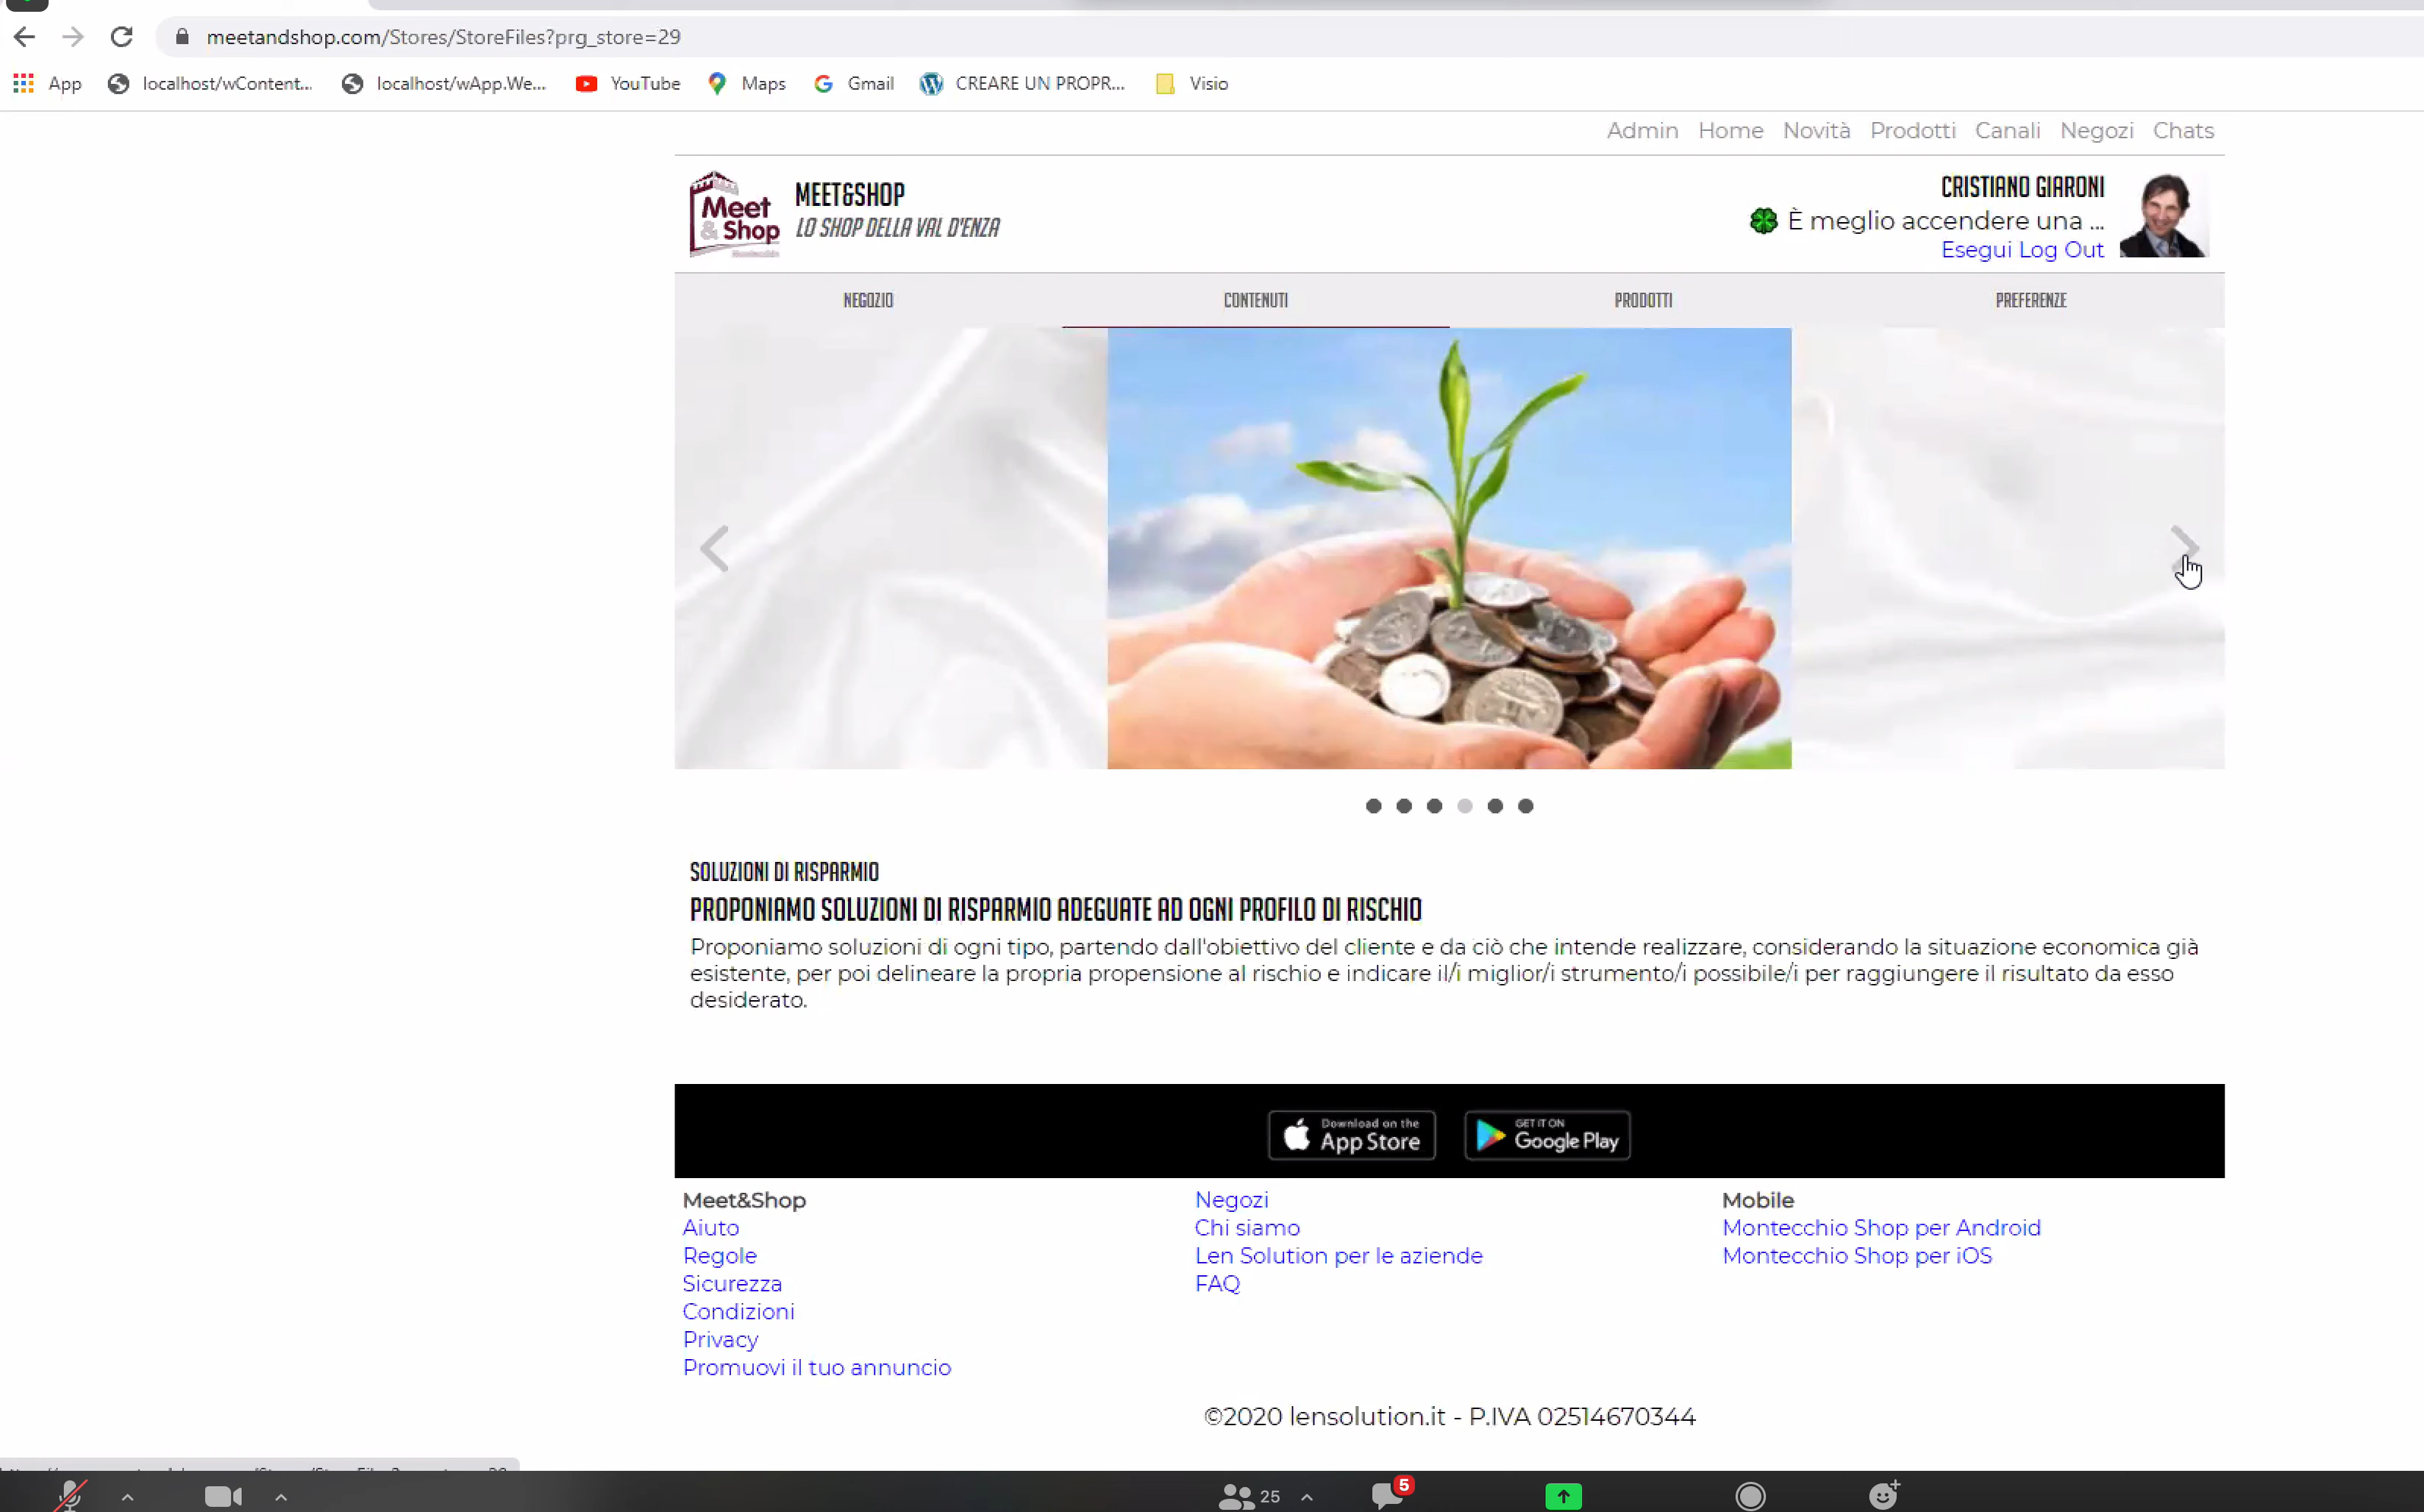 meetandshop.com/Stores/StoreFiles?prg_store=29
App localhost/wContent... localhost/wApp.We... YouTube Maps Gmail CREARE UN PROPR... Visio
Admin Home Novità Prodotti Canali Negozi Chats
Meet
& Shop
MEET&SHOP
LO SHOP DELLA VAL D'ENZA
CRISTIANO GIARONI
È meglio accendere una ...
Esegui Log Out
NEGOZIO CONTENUTI PRODOTTI PREFERENZE
SOLUZIONI DI RISPARMIO
PROPONIAMO SOLUZIONI DI RISPARMIO ADEGUATE AD OGNI PROFILO DI RISCHIO
Proponiamo soluzioni di ogni tipo, partendo dall'obiettivo del cliente e da ciò che intende realizzare, considerando la situazione economica già
esistente, per poi delineare la propria propensione al rischio e indicare il/i miglior/i strumento/i possibile/i per raggiungere il risultato da esso
desiderato.
Download on the
App Store
GET IT ON
Google Play
Meet&Shop
Aiuto
Regole
Sicurezza
Condizioni
Privacy
Promuovi il tuo annuncio
Negozi
Chi siamo
Len Solution per le aziende
FAQ
Mobile
Montecchio Shop per Android
Montecchio Shop per iOS
©2020 lensolution.it - P.IVA 02514670344
25
5